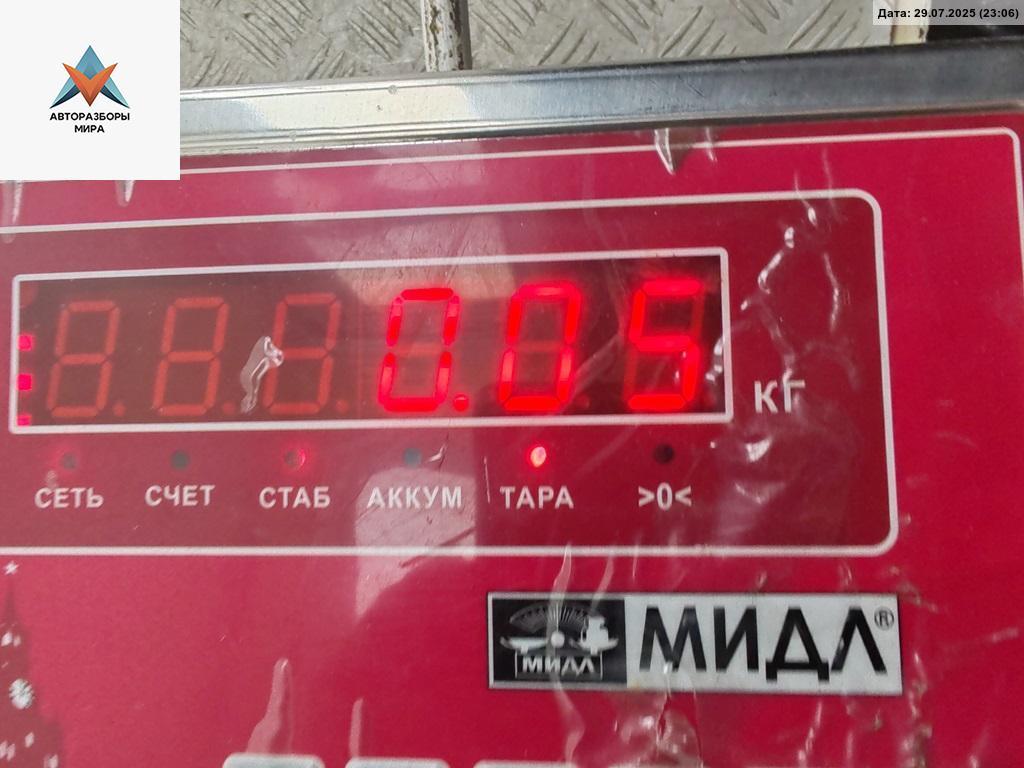 Дата: 29.07.2025 (23:06)
АВТОРАЗБОРЫ
МИРА
0.05
КГ
СЕТЬ СЧЕТ СТАБ АККУМ ТАРА >0<
МИДЛ МИДЛ®